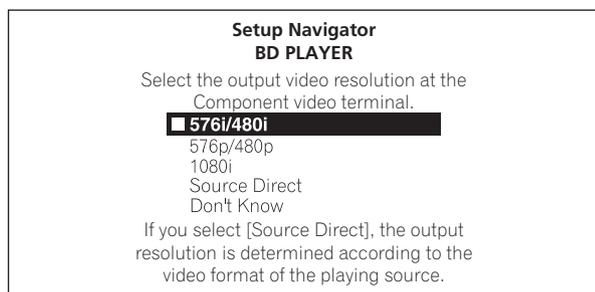 Setup Navigator
BD PLAYER
Select the output video resolution at the
Component video terminal.
576i/480i
576p/480p
1080i
Source Direct
Don't Know
If you select [Source Direct], the output
resolution is determined according to the
video format of the playing source.